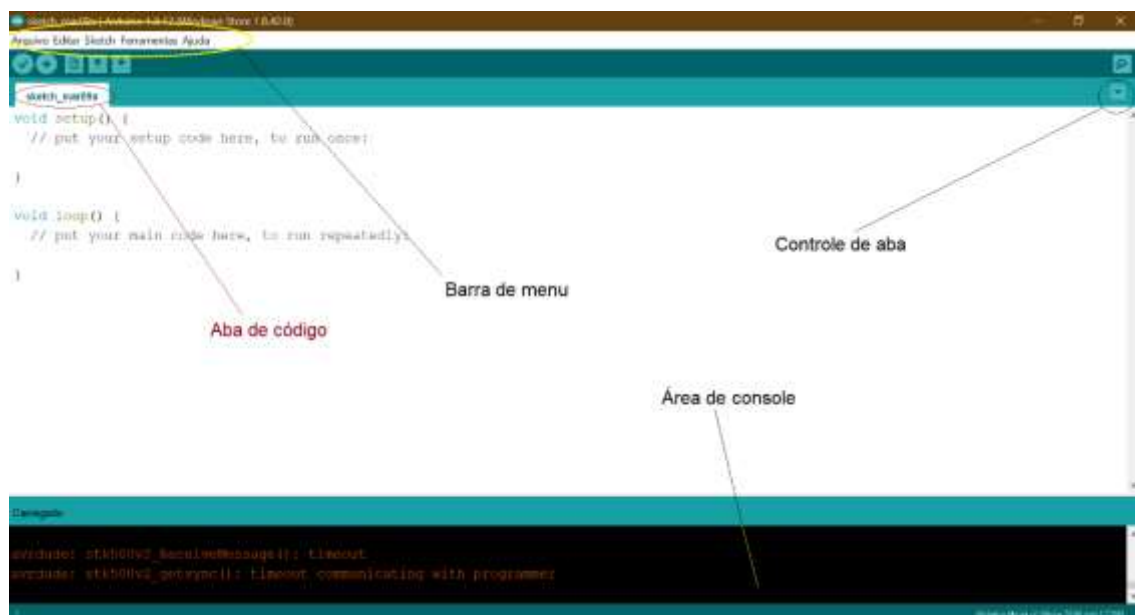 Arquivo Editar Sketch Ferramentas Ajuda
void setup() {
// put your setup code here, to run once:
}
void loop() {
// put your main code here, to run repeatedly:
}
Controle de aba
Barra de menu
Aba de código
Área de console
Carregado
avrdude: stk500v2_ReceiveMessage(): timeout
avrdude: stk500v2_getsync(): timeout communicating with programmer